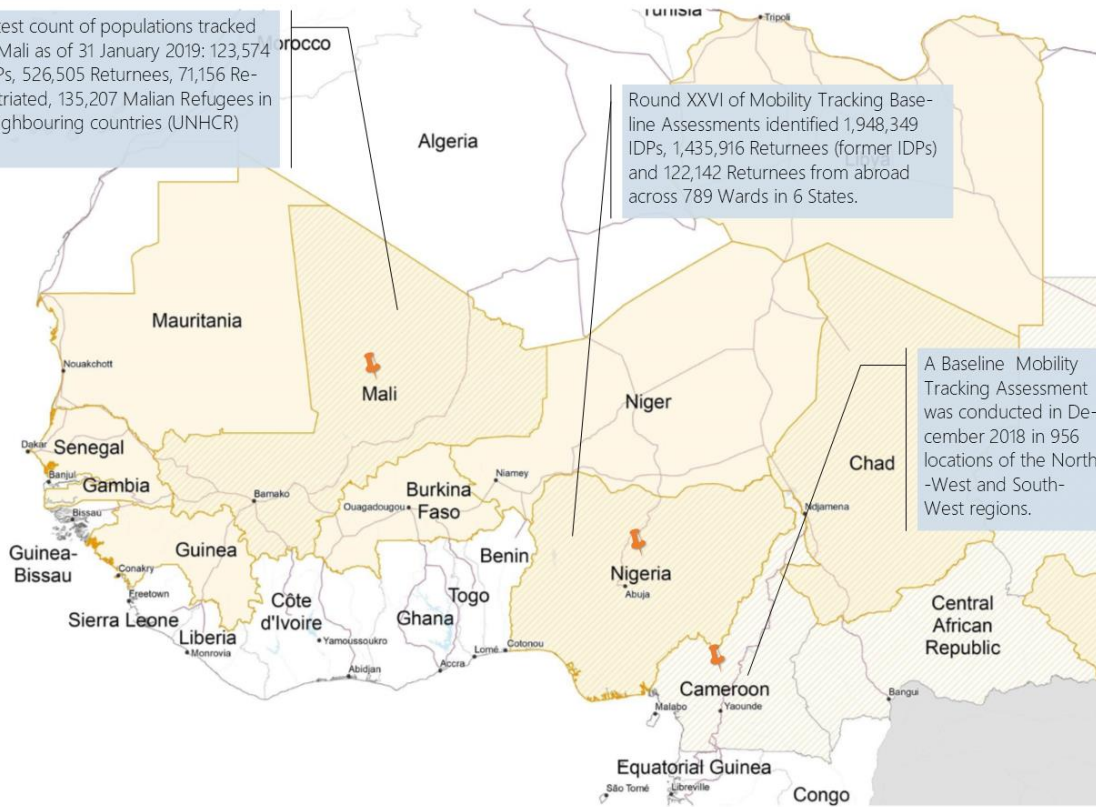 test count of populations tracked
Mali as of 31 January 2019: 123,574
Ps, 526,505 Returnees, 71,156 Re-
triated, 135,207 Malian Refugees in
ghbouring countries (UNHCR)
Tunisia
Tripoli
Morocco
Algeria
Round XXVI of Mobility Tracking Base-
line Assessments identified 1,948,349
IDPs, 1,435,916 Returnees (former IDPs)
and 122,142 Returnees from abroad
across 789 Wards in 6 States.
Libya
Mauritania
Nouakchott
Mali
Niger
A Baseline Mobility
Tracking Assessment
was conducted in De-
cember 2018 in 956
locations of the North
-West and South-
West regions.
Chad
Dakar
Senegal
Banjul
Gambia
Bamako
Niamey
Burkina
Faso
Ouagadougou
Ndjamena
Bissau
Guinea-
Bissau
Guinea
Conakry
Benin
Nigeria
Abuja
Freetown
Sierra Leone
Liberia
Monrovia
Côte
d'Ivoire
Yamoussoukro
Abidjan
Ghana
Togo
Accra
Lomé
Cotonou
Central
African
Republic
Bangui
Cameroon
Malabo
Yaounde
Equatorial Guinea
São Tomé
Libreville
Congo